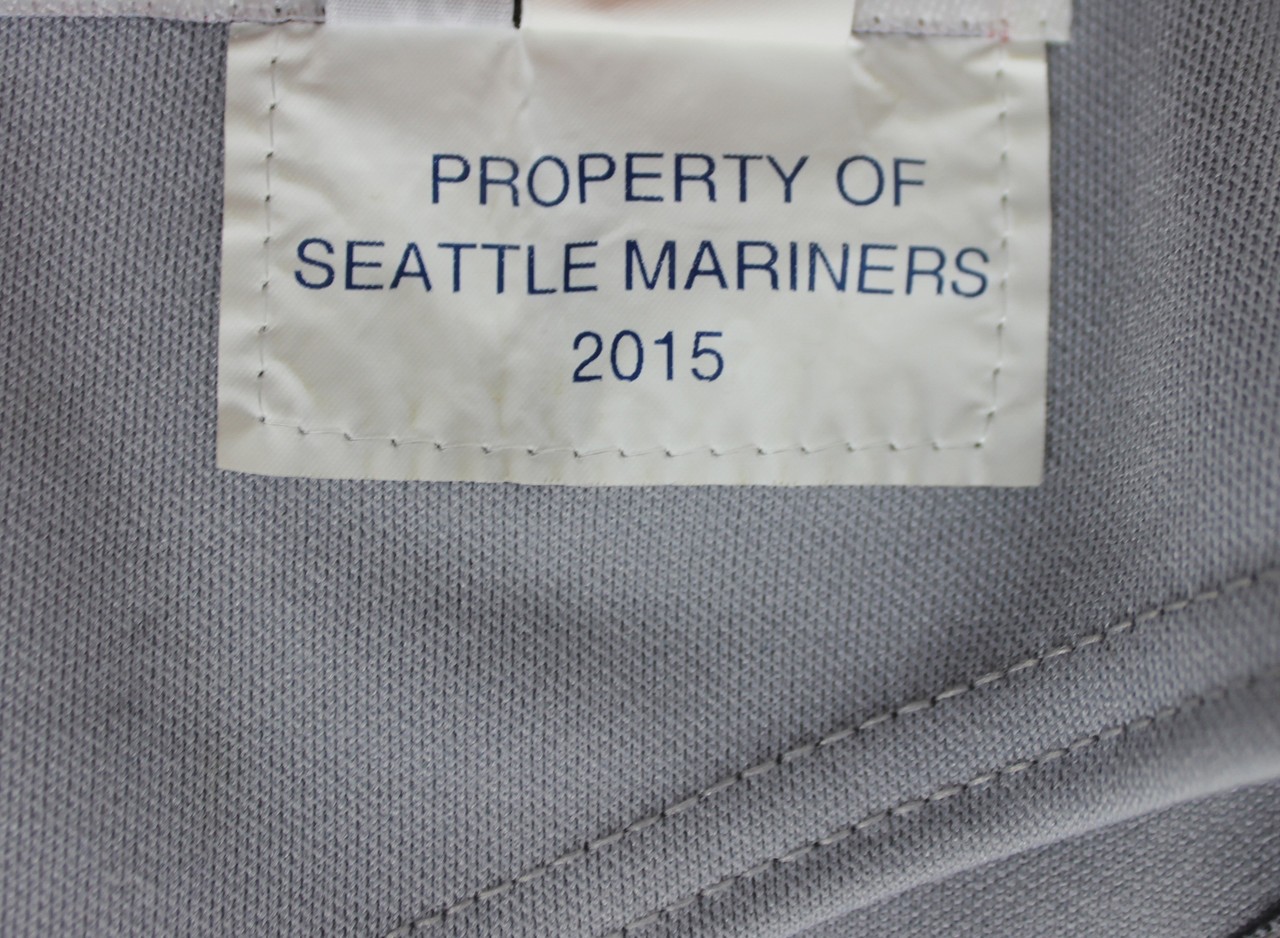 PROPERTY OF
SEATTLE MARINERS
2015